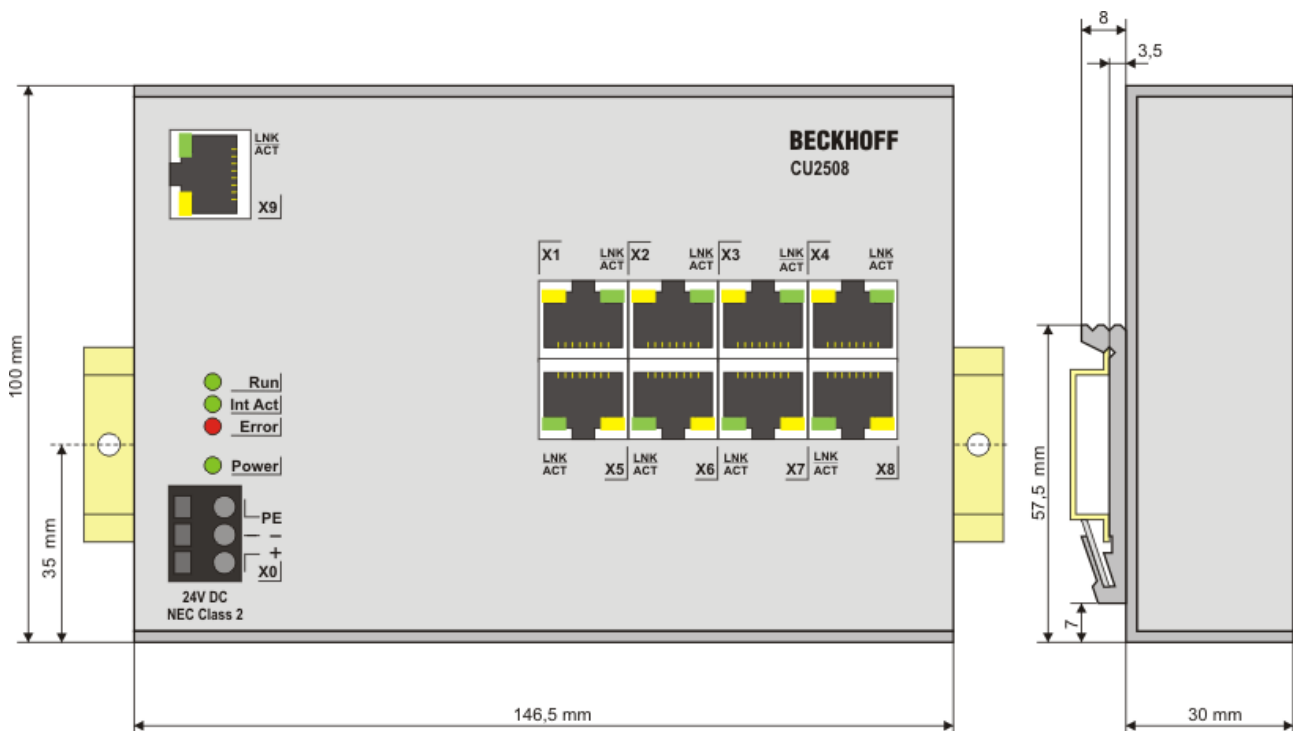 8
3,5
LNK
ACT
X9
BECKHOFF
CU2508
X1 LNK ACT X2 LNK ACT X3 LNK ACT X4 LNK ACT
100 mm
Run
Int Act
Error
Power
LNK ACT X5 LNK ACT X6 LNK ACT X7 LNK ACT X8
35 mm
57,5 mm
PE
–
+
X0
24V DC
NEC Class 2
7
146,5 mm
30 mm